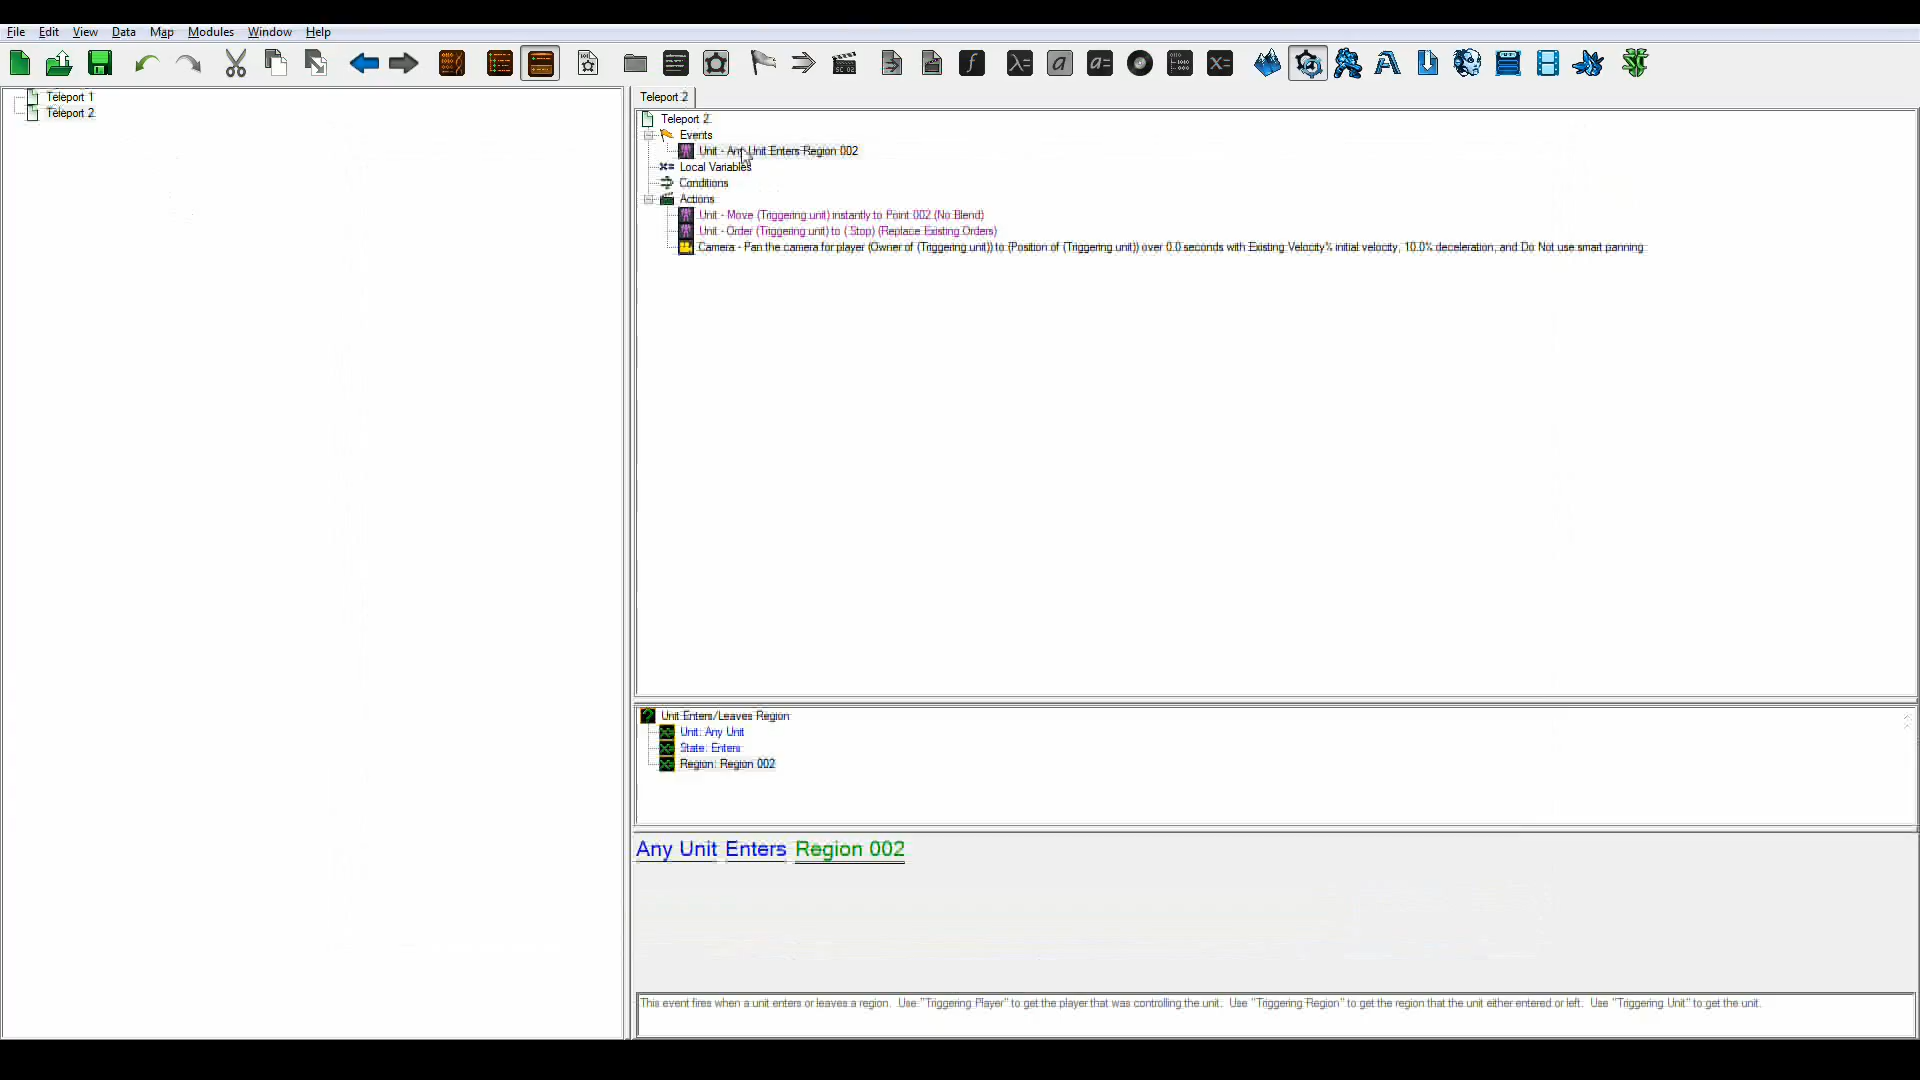 File Edit View Data Map Modules Window Help
Teleport 1
Teleport 2
Teleport 2
Teleport 2
Events
Unit - Any Unit Enters Region 002
Local Variables
Conditions
Actions
Unit - Move (Triggering unit) instantly to Point 002 (No Blend)
Unit - Order (Triggering unit) to ( Stop) (Replace Existing Orders)
Camera - Pan the camera for player (Owner of (Triggering unit)) to (Position of (Triggering unit)) over 0.0 seconds with Existing Velocity% initial velocity, 10.0% deceleration, and Do Not use smart panning
Unit Enters/Leaves Region
Unit: Any Unit
State: Enters
Region: Region 002
Any Unit Enters Region 002
This event fires when a unit enters or leaves a region. Use "Triggering Player" to get the player that was controlling the unit. Use "Triggering Region" to get the region that the unit either entered or left. Use "Triggering Unit" to get the unit.